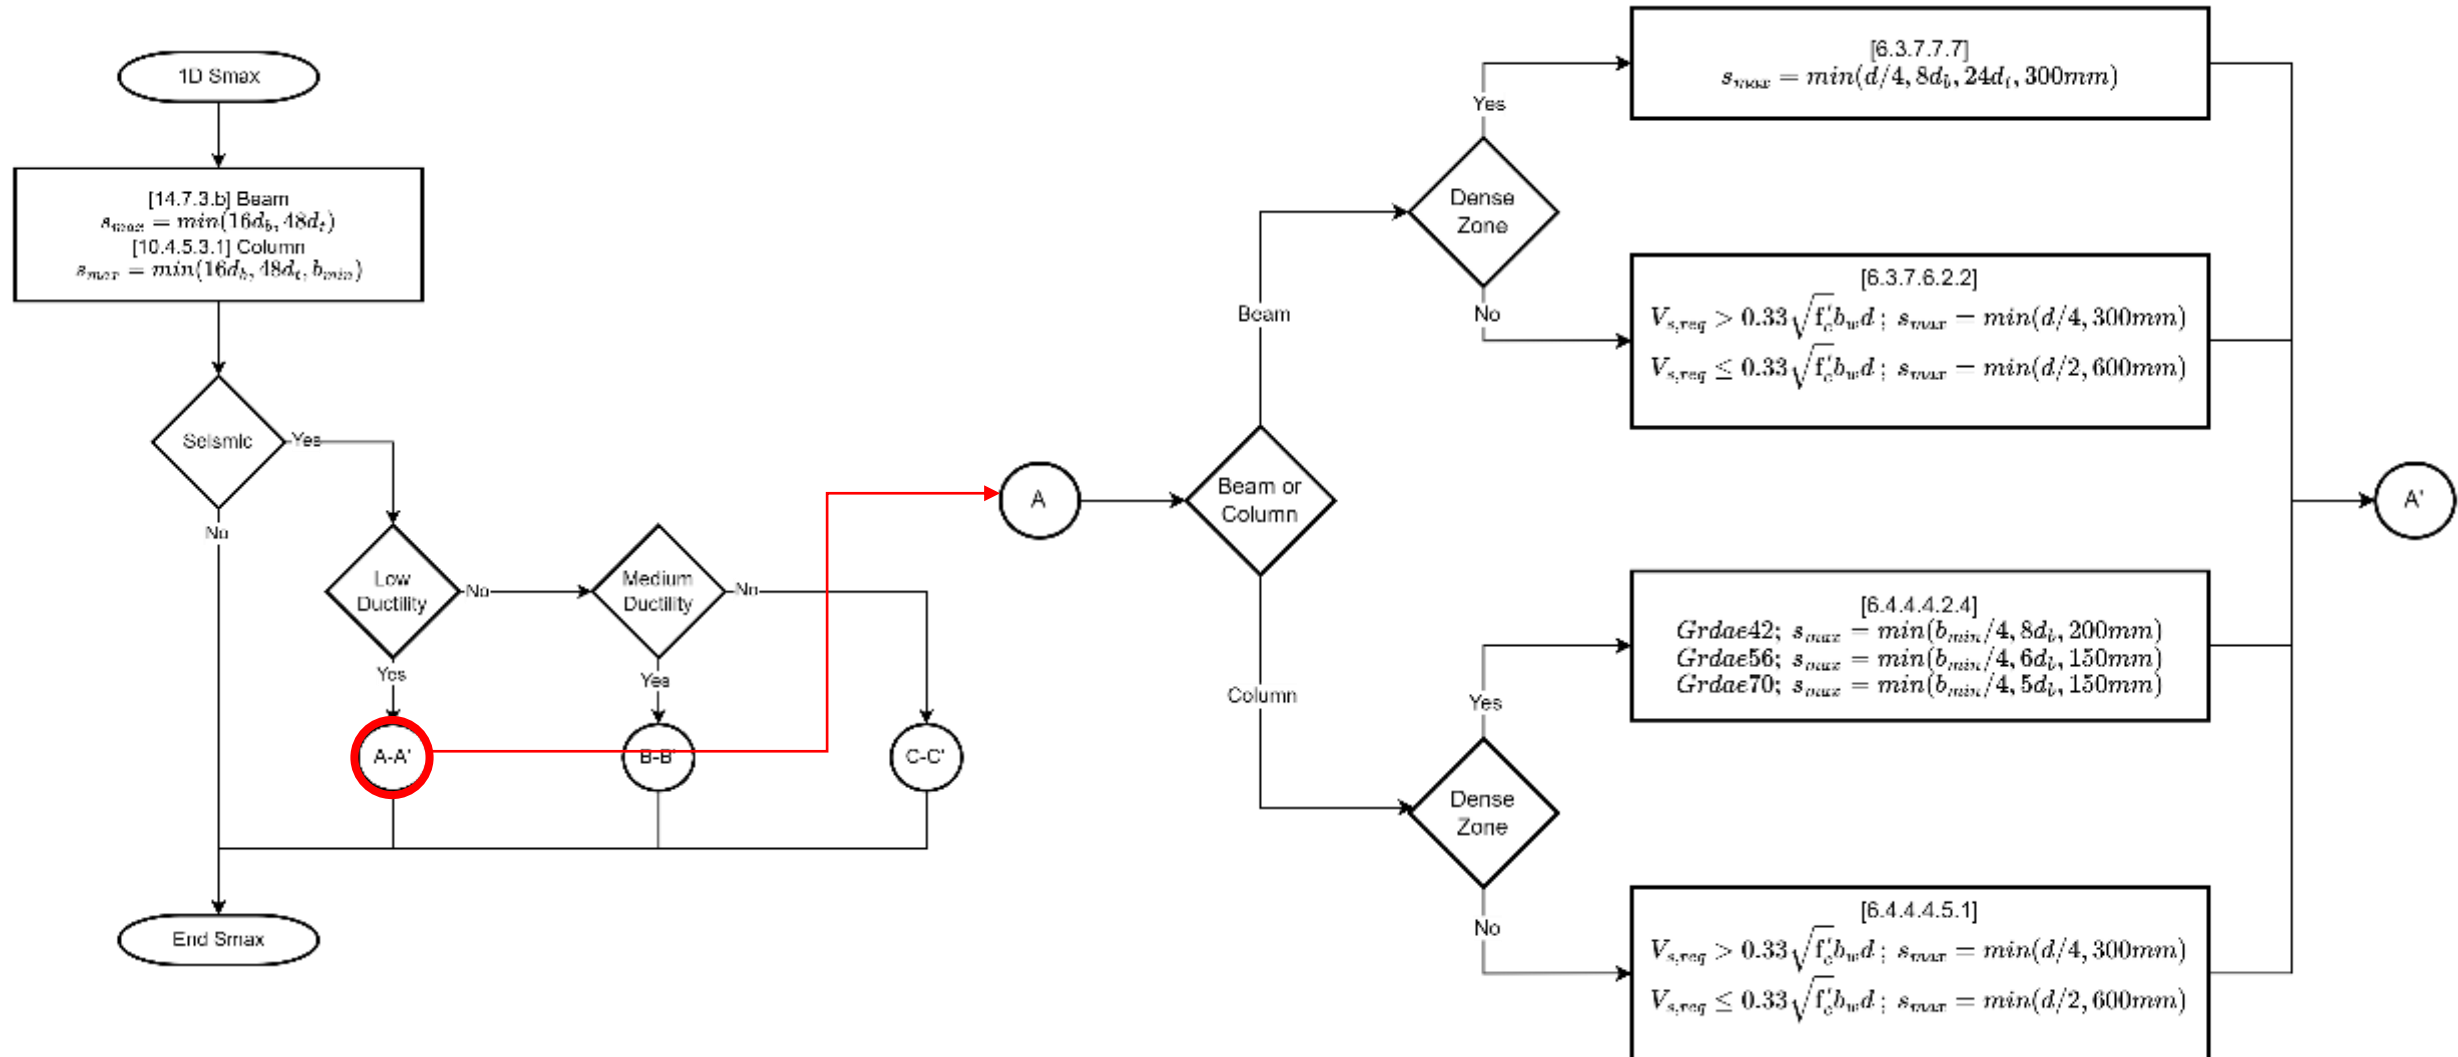 1D Smax
[14.7.3.b] Beam
s_max = min(16d_b, 48d_t)
[10.4.5.3.1] Column
s_max = min(16d_b, 48d_t, b_min)
Seismic
Yes
No
Low
Ductility
No
Yes
Medium
Ductility
No
Yes
A-A'
B-B'
C-C'
End Smax
A
Beam or
Column
Beam
Column
Dense
Zone
Yes
No
[6.3.7.7.7]
s_max = min(d/4, 8d_b, 24d_t, 300mm)
[6.3.7.6.2.2]
V_s,req > 0.33√f'_c b_w d ; s_max = min(d/4, 300mm)
V_s,req ≤ 0.33√f'_c b_w d ; s_max = min(d/2, 600mm)
Dense
Zone
Yes
No
[6.4.4.4.2.4]
Grdae42; s_max = min(b_min/4, 8d_b, 200mm)
Grdae56; s_max = min(b_min/4, 6d_b, 150mm)
Grdae70; s_max = min(b_min/4, 5d_b, 150mm)
[6.4.4.4.5.1]
V_s,req > 0.33√f'_c b_w d ; s_max = min(d/4, 300mm)
V_s,req ≤ 0.33√f'_c b_w d ; s_max = min(d/2, 600mm)
A'